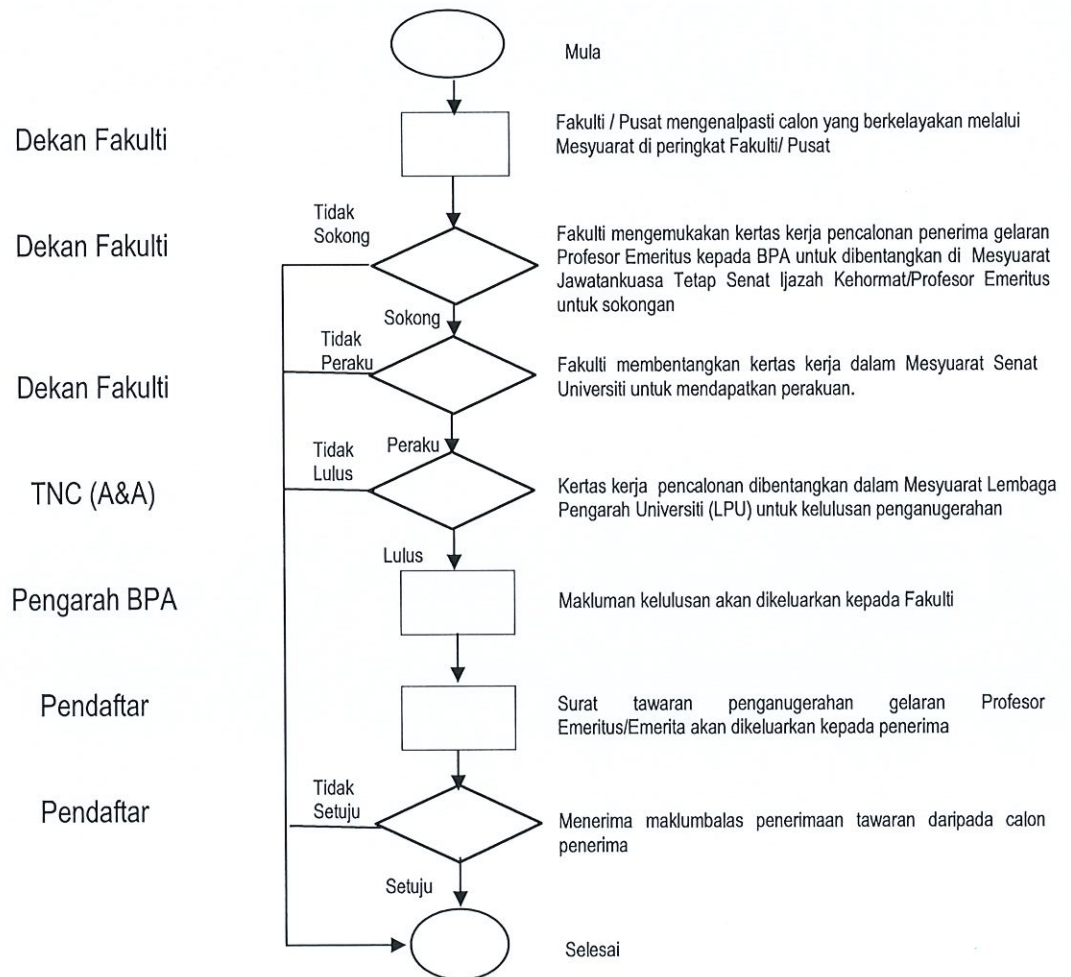 Mula
Dekan Fakulti
Fakulti / Pusat mengenalpasti calon yang berkelayakan melalui
Mesyuarat di peringkat Fakulti/ Pusat
Dekan Fakulti
Tidak
Sokong
Fakulti mengemukakan kertas kerja pencalonan penerima gelaran
Profesor Emeritus kepada BPA untuk dibentangkan di Mesyuarat
Jawatankuasa Tetap Senat Ijazah Kehormat/Profesor Emeritus
untuk sokongan
Sokong
Dekan Fakulti
Tidak
Peraku
Fakulti membentangkan kertas kerja dalam Mesyuarat Senat
Universiti untuk mendapatkan perakuan.
Peraku
TNC (A&A)
Tidak
Lulus
Kertas kerja pencalonan dibentangkan dalam Mesyuarat Lembaga
Pengarah Universiti (LPU) untuk kelulusan penganugerahan
Lulus
Pengarah BPA
Makluman kelulusan akan dikeluarkan kepada Fakulti
Pendaftar
Surat tawaran penganugerahan gelaran Profesor
Emeritus/Emerita akan dikeluarkan kepada penerima
Pendaftar
Tidak
Setuju
Menerima maklumbalas penerimaan tawaran daripada calon
penerima
Setuju
Selesai